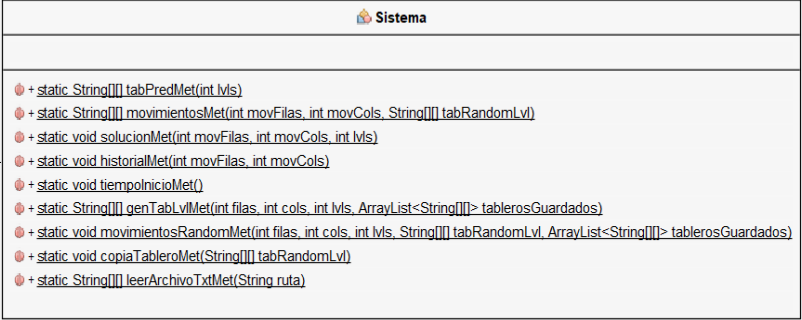 Sistema
+ static String[][] tabPredMet(int lvls)
+ static String[][] movimientosMet(int movFilas, int movCols, String[][] tabRandomLvl)
+ static void solucionMet(int movFilas, int movCols, int lvls)
+ static void historialMet(int movFilas, int movCols)
+ static void tiempoInicioMet()
+ static String[][] genTabLvlMet(int filas, int cols, int lvls, ArrayList<String[][]> tablerosGuardados)
+ static void movimientosRandomMet(int filas, int cols, int lvls, String[][] tabRandomLvl, ArrayList<String[][]> tablerosGuardados)
+ static void copiaTableroMet(String[][] tabRandomLvl)
+ static String[][] leerArchivoTxtMet(String ruta)